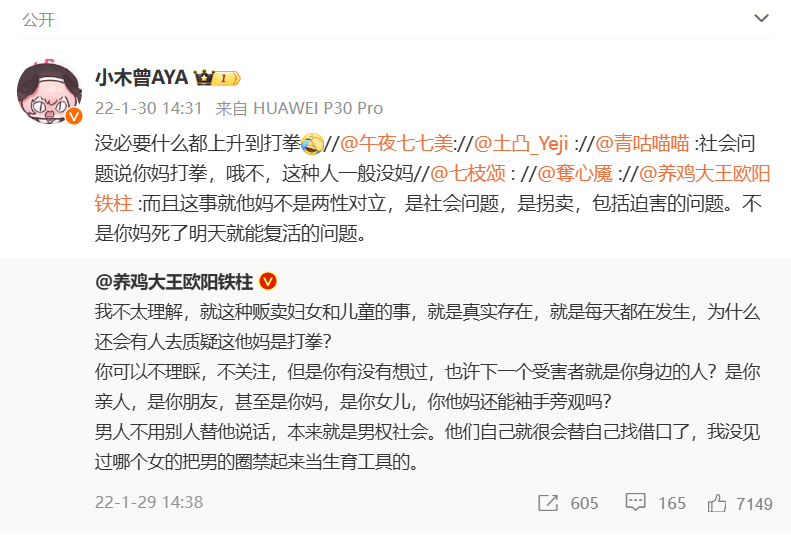 公开
小木曾AYA 1
22-1-30 14:31 来自 HUAWEI P30 Pro
没必要什么都上升到打拳//@午夜七七美://@土凸_Yeji ://@青咕喵喵 :社会问
题说你妈打拳，哦不，这种人一般没妈//@七枝颂 : //@奪心魘 ://@养鸡大王欧阳
铁柱 :而且这事就他妈不是两性对立，是社会问题，是拐卖，包括迫害的问题。不
是你妈死了明天就能复活的问题。
@养鸡大王欧阳铁柱
我不太理解，就这种贩卖妇女和儿童的事，就是真实存在，就是每天都在发生，为什么
还会有人去质疑这他妈是打拳？
你可以不理睬，不关注，但是你有没有想过，也许下一个受害者就是你身边的人？是你
亲人，是你朋友，甚至是你妈，是你女儿，你他妈还能袖手旁观吗？
男人不用别人替他说话，本来就是男权社会。他们自己就很会替自己找借口了，我没见
过哪个女的把男的圈禁起来当生育工具的。
22-1-29 14:38 605 165 7149